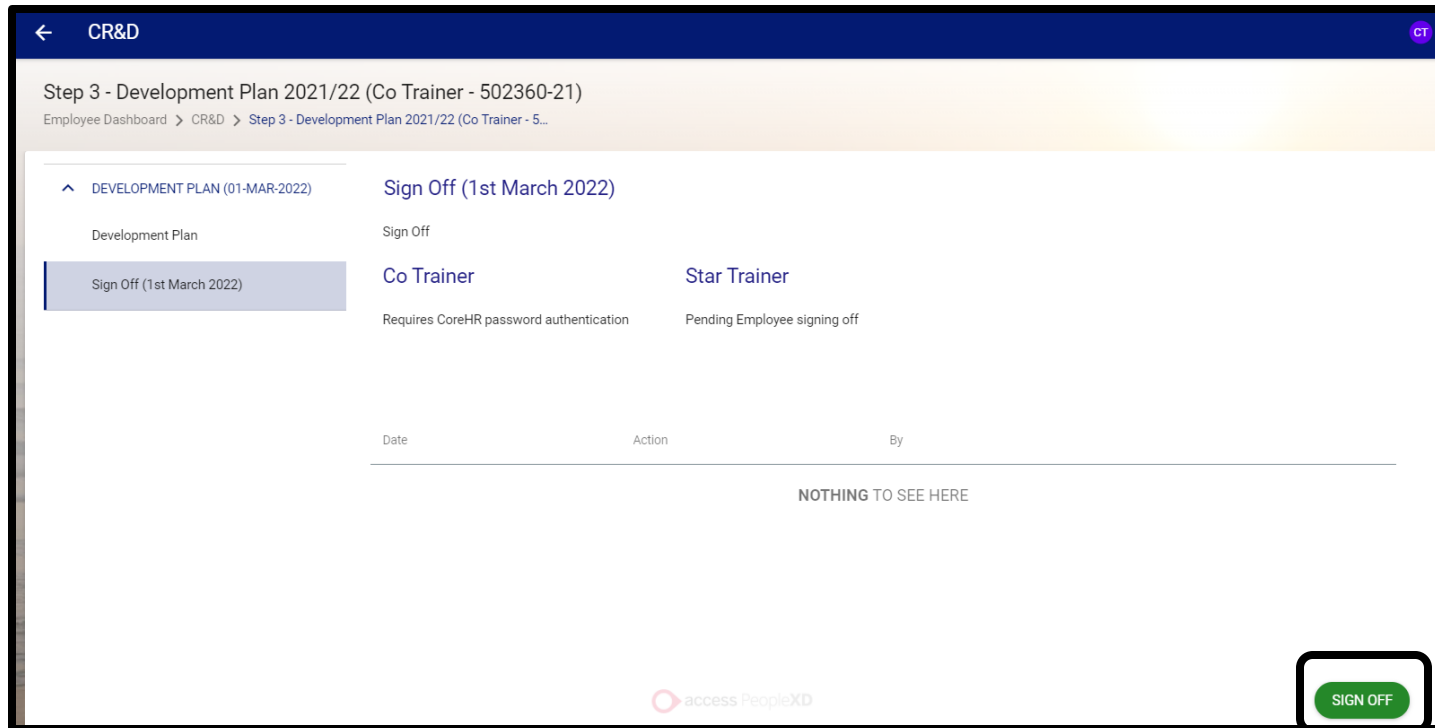 CR&D
CT
Step 3 - Development Plan 2021/22 (Co Trainer - 502360-21)
Employee Dashboard > CR&D > Step 3 - Development Plan 2021/22 (Co Trainer - 5...
DEVELOPMENT PLAN (01-MAR-2022)
Development Plan
Sign Off (1st March 2022)
Sign Off (1st March 2022)
Sign Off
Co Trainer Star Trainer
Requires CoreHR password authentication Pending Employee signing off
Date Action By
NOTHING TO SEE HERE
access PeopleXD
SIGN OFF